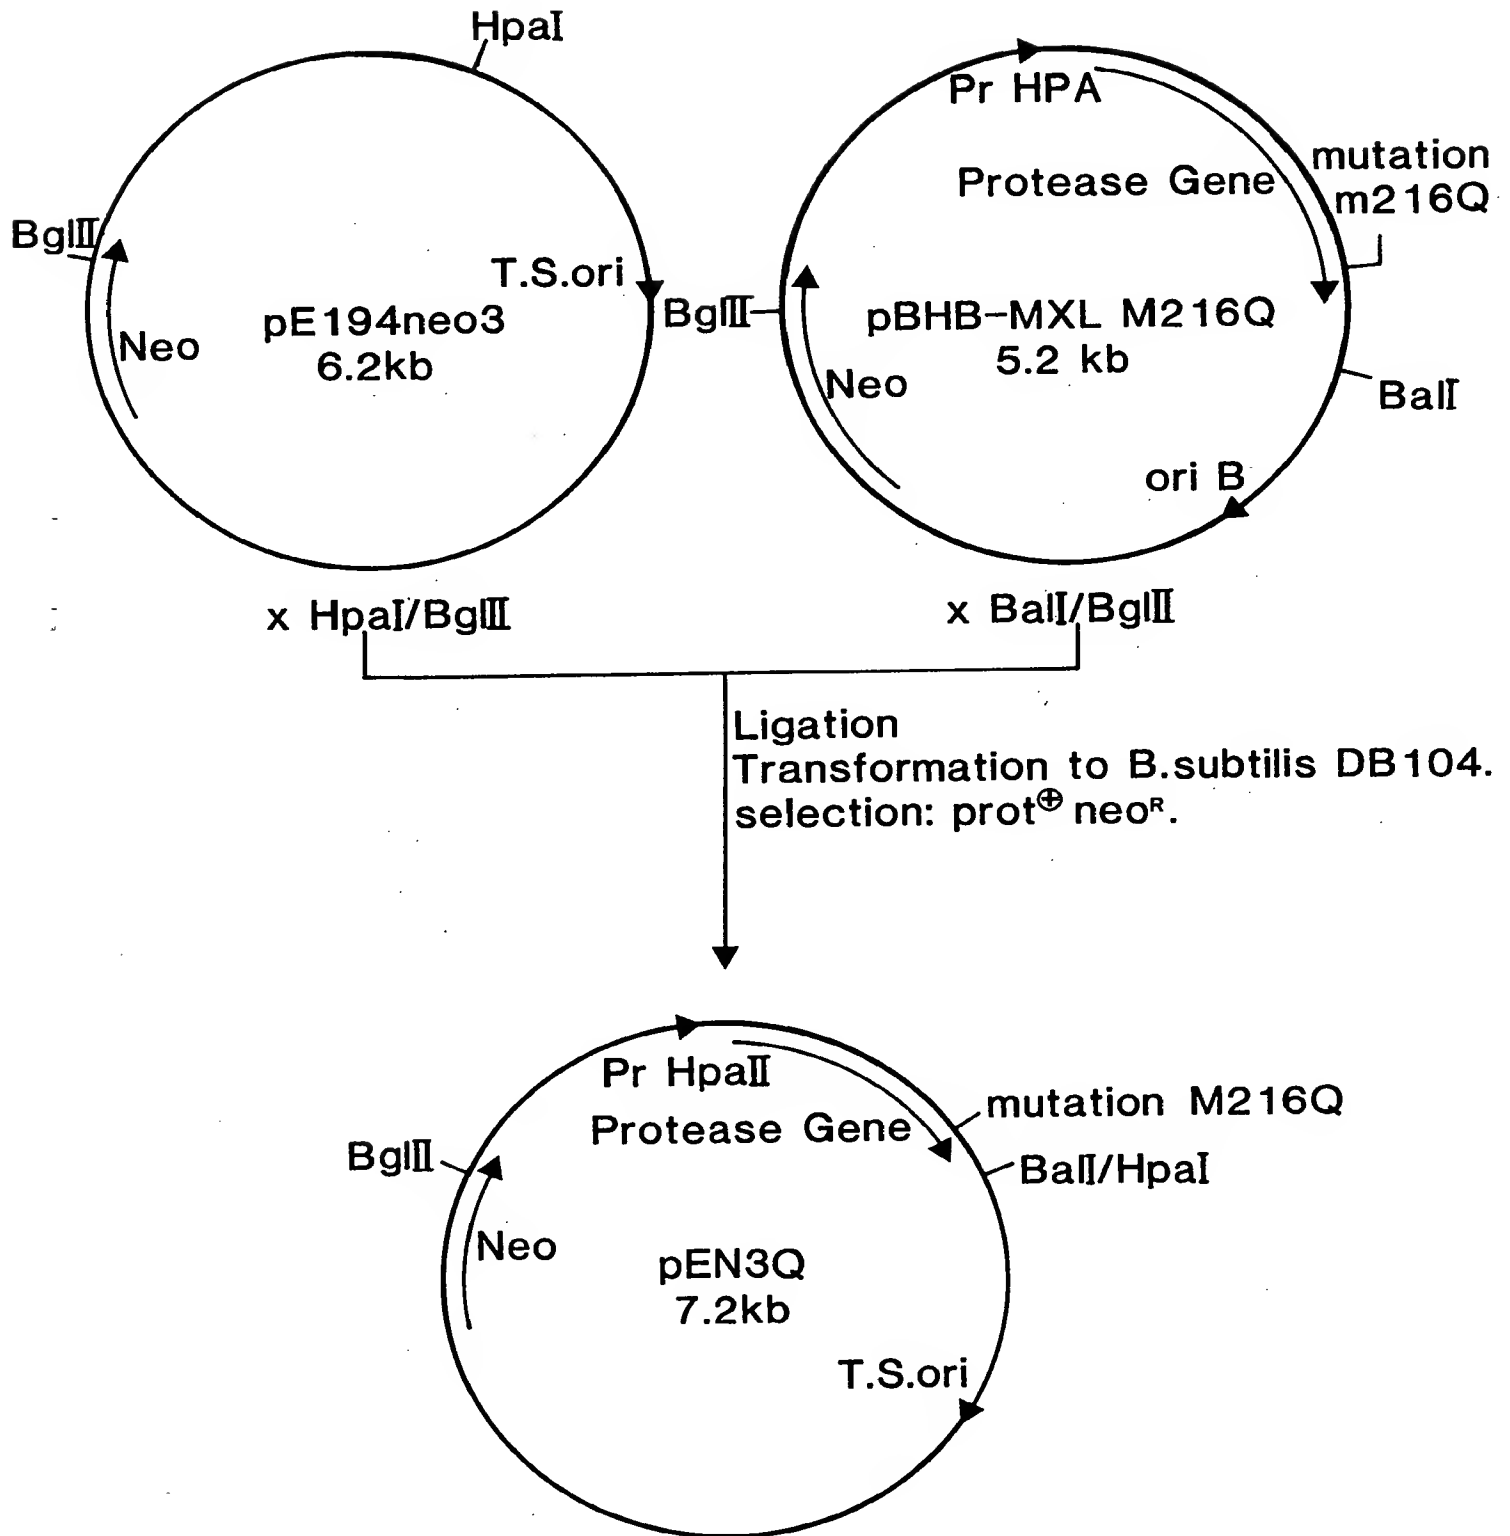 HpaI
BglII
T.S.ori
pE194neo3
6.2kb
Neo
x HpaI/BglII
Pr HPA
Protease Gene
mutation
m216Q
BglII
pBHB-MXL M216Q
5.2 kb
Neo
BalI
ori B
x BalI/BglII
Ligation
Transformation to B.subtilis DB104.
selection: prot⊕ neoᴿ.
Pr HpaII
Protease Gene
mutation M216Q
BglII
BalI/HpaI
Neo
pEN3Q
7.2kb
T.S.ori